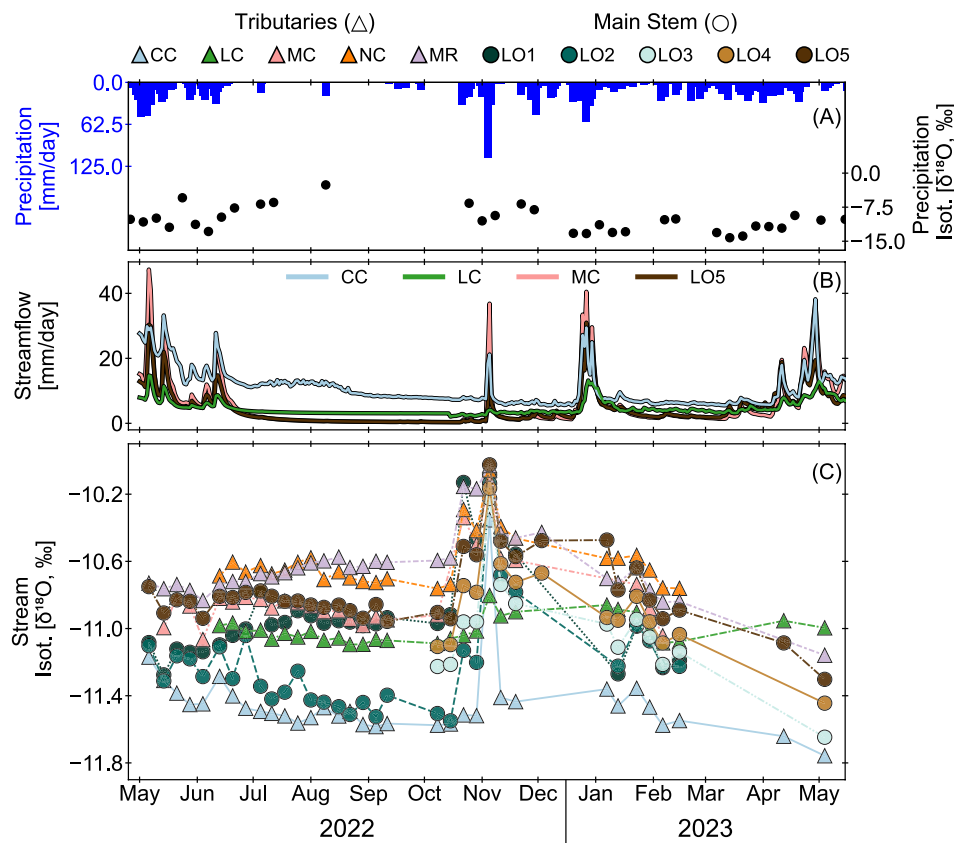 Tributaries (△) Main Stem (○)
CC LC MC NC MR LO1 LO2 LO3 LO4 LO5
Precipitation
[mm/day]
0.0
62.5
125.0
(A)
0.0
−7.5
−15.0
Precipitation
Isot. [δ¹⁸O, ‰]
Streamflow
[mm/day]
40
20
0
CC LC MC LO5
(B)
Stream
Isot. [δ¹⁸O, ‰]
−10.2
−10.6
−11.0
−11.4
−11.8
(C)
May Jun Jul Aug Sep Oct Nov Dec Jan Feb Mar Apr May
2022 2023